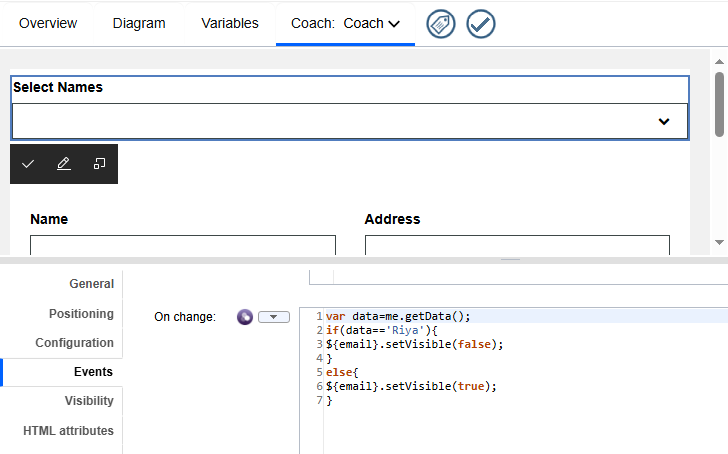 Overview Diagram Variables Coach: Coach
Select Names
Name Address
General
Positioning
Configuration
Events
Visibility
HTML attributes
On change:
1 var data=me.getData();
2 if(data=='Riya'){
3 ${email}.setVisible(false);
4 }
5 else{
6 ${email}.setVisible(true);
7 }